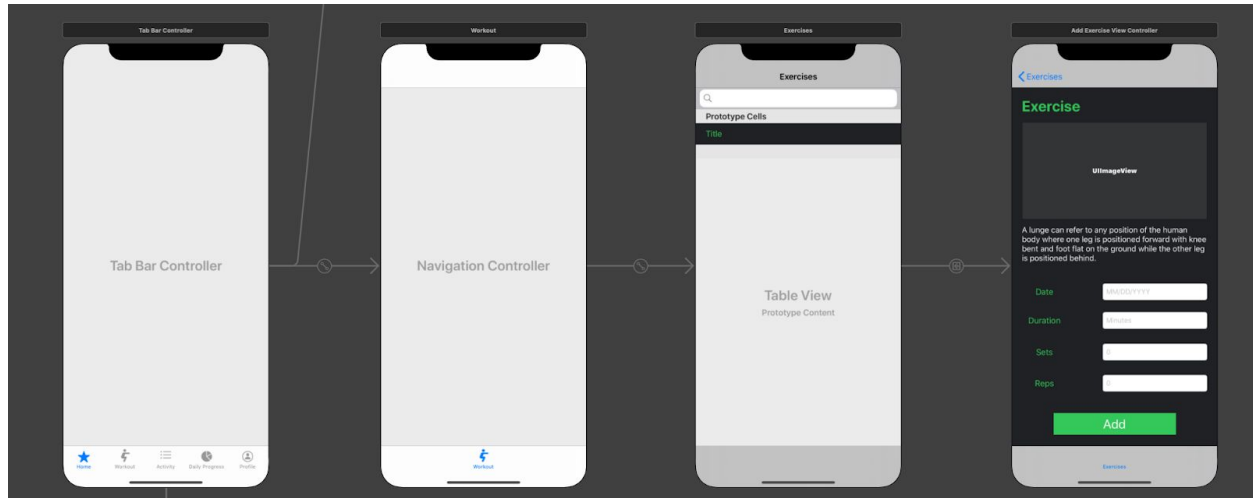 Tab Bar Controller
Tab Bar Controller
Home Workout Activity Daily Progress Profile
Workout
Navigation Controller
Workout
Exercises
Exercises
Prototype Cells
Title
Table View
Prototype Content
Add Exercise View Controller
Exercises
Exercise
UIImageView
A lunge can refer to any position of the human
body where one leg is positioned forward with knee
bent and foot flat on the ground while the other leg
is positioned behind.
Date MM/DD/YYYY
Duration Minutes
Sets 0
Reps 0
Add
Exercises